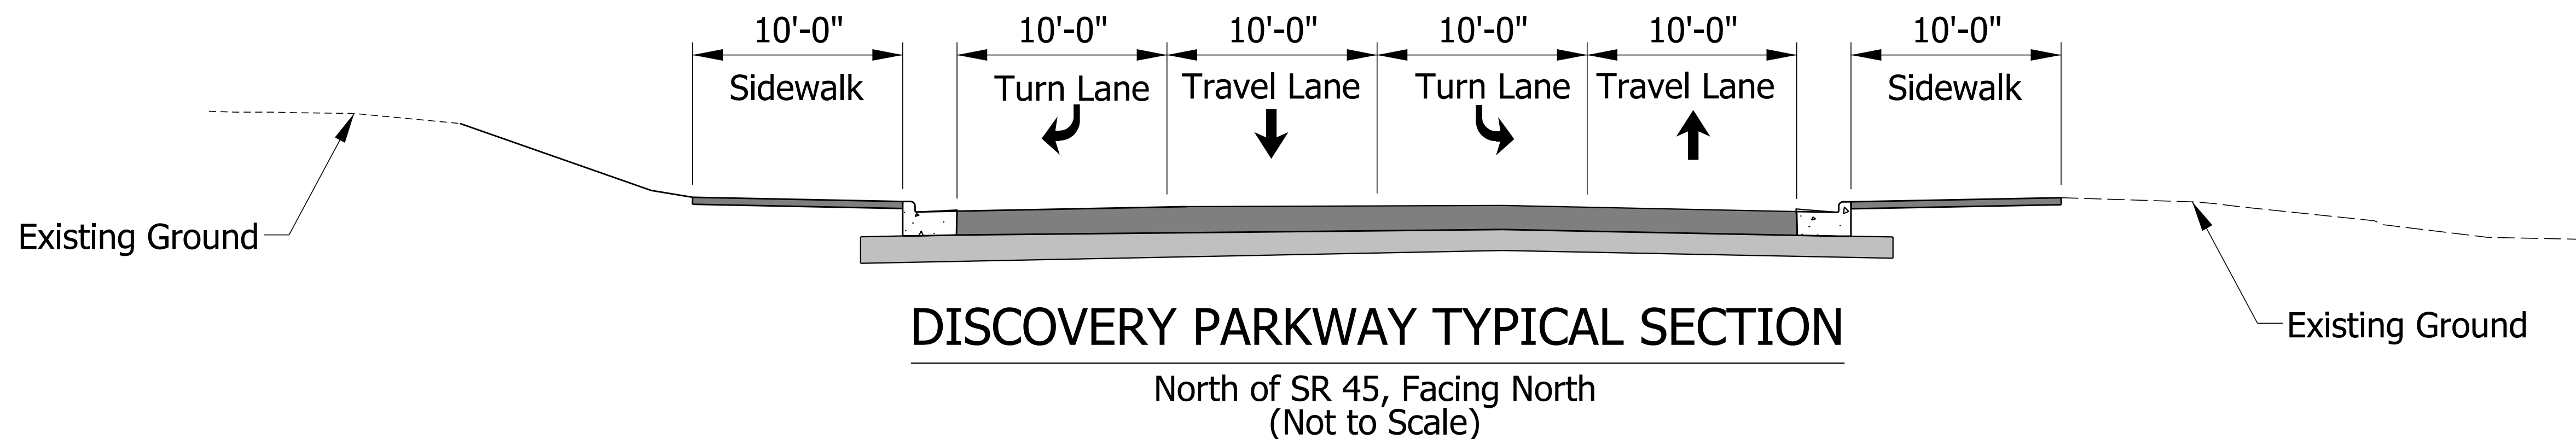 10'-0" 10'-0" 10'-0" 10'-0" 10'-0" 10'-0"
Sidewalk Turn Lane Travel Lane Turn Lane Travel Lane Sidewalk
Existing Ground
Existing Ground
DISCOVERY PARKWAY TYPICAL SECTION
North of SR 45, Facing North
(Not to Scale)